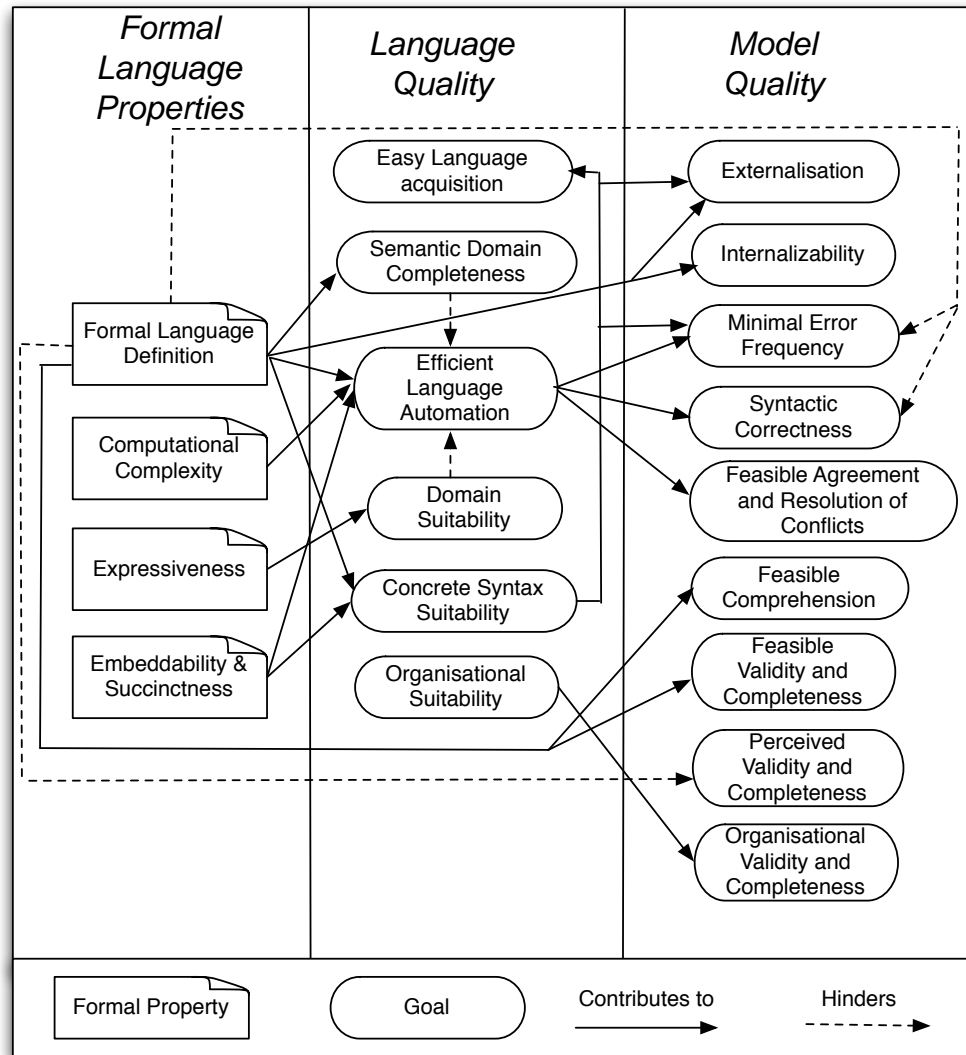 Formal
Language
Properties
Language
Quality
Model
Quality
Easy Language
acquisition
Externalisation
Semantic Domain
Completeness
Internalizability
Formal Language
Definition
Efficient
Language
Automation
Minimal Error
Frequency
Computational
Complexity
Syntactic
Correctness
Domain
Suitability
Feasible Agreement
and Resolution of
Conflicts
Expressiveness
Concrete Syntax
Suitability
Feasible
Comprehension
Embeddability &
Succinctness
Organisational
Suitability
Feasible
Validity and
Completeness
Perceived
Validity and
Completeness
Organisational
Validity and
Completeness
Formal Property
Goal
Contributes to
Hinders